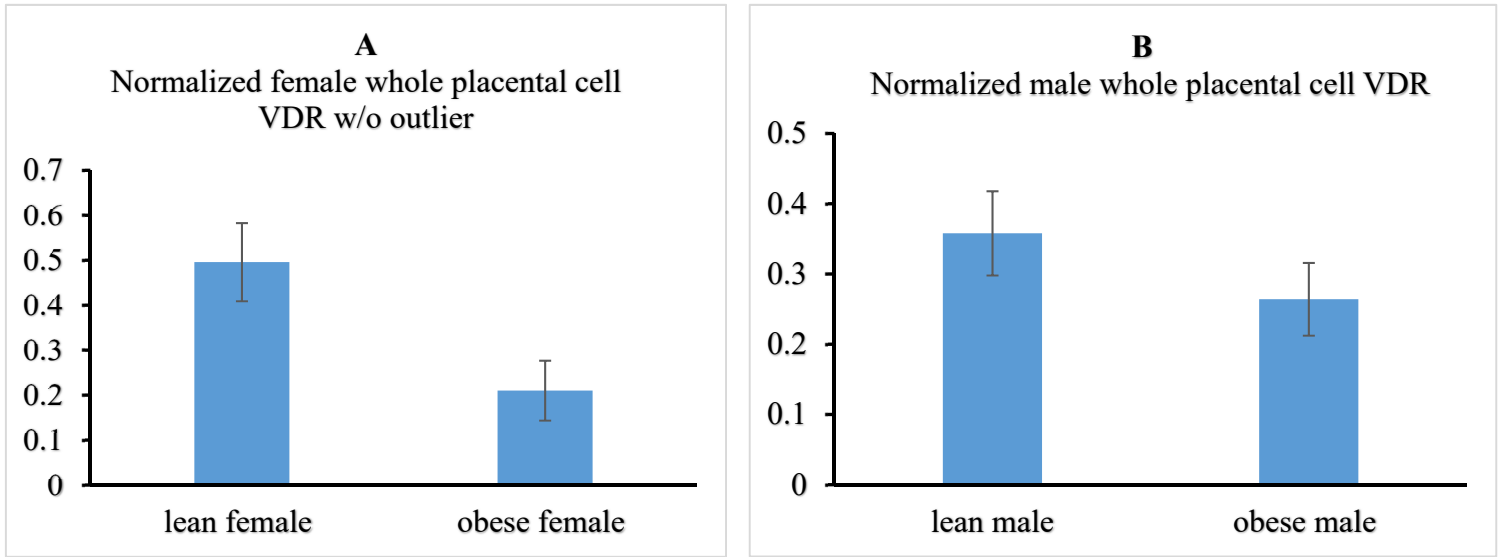 A
Normalized female whole placental cell
VDR w/o outlier
0.7
0.6
0.5
0.4
0.3
0.2
0.1
0
lean female
obese female
B
Normalized male whole placental cell VDR
0.5
0.4
0.3
0.2
0.1
0
lean male
obese male